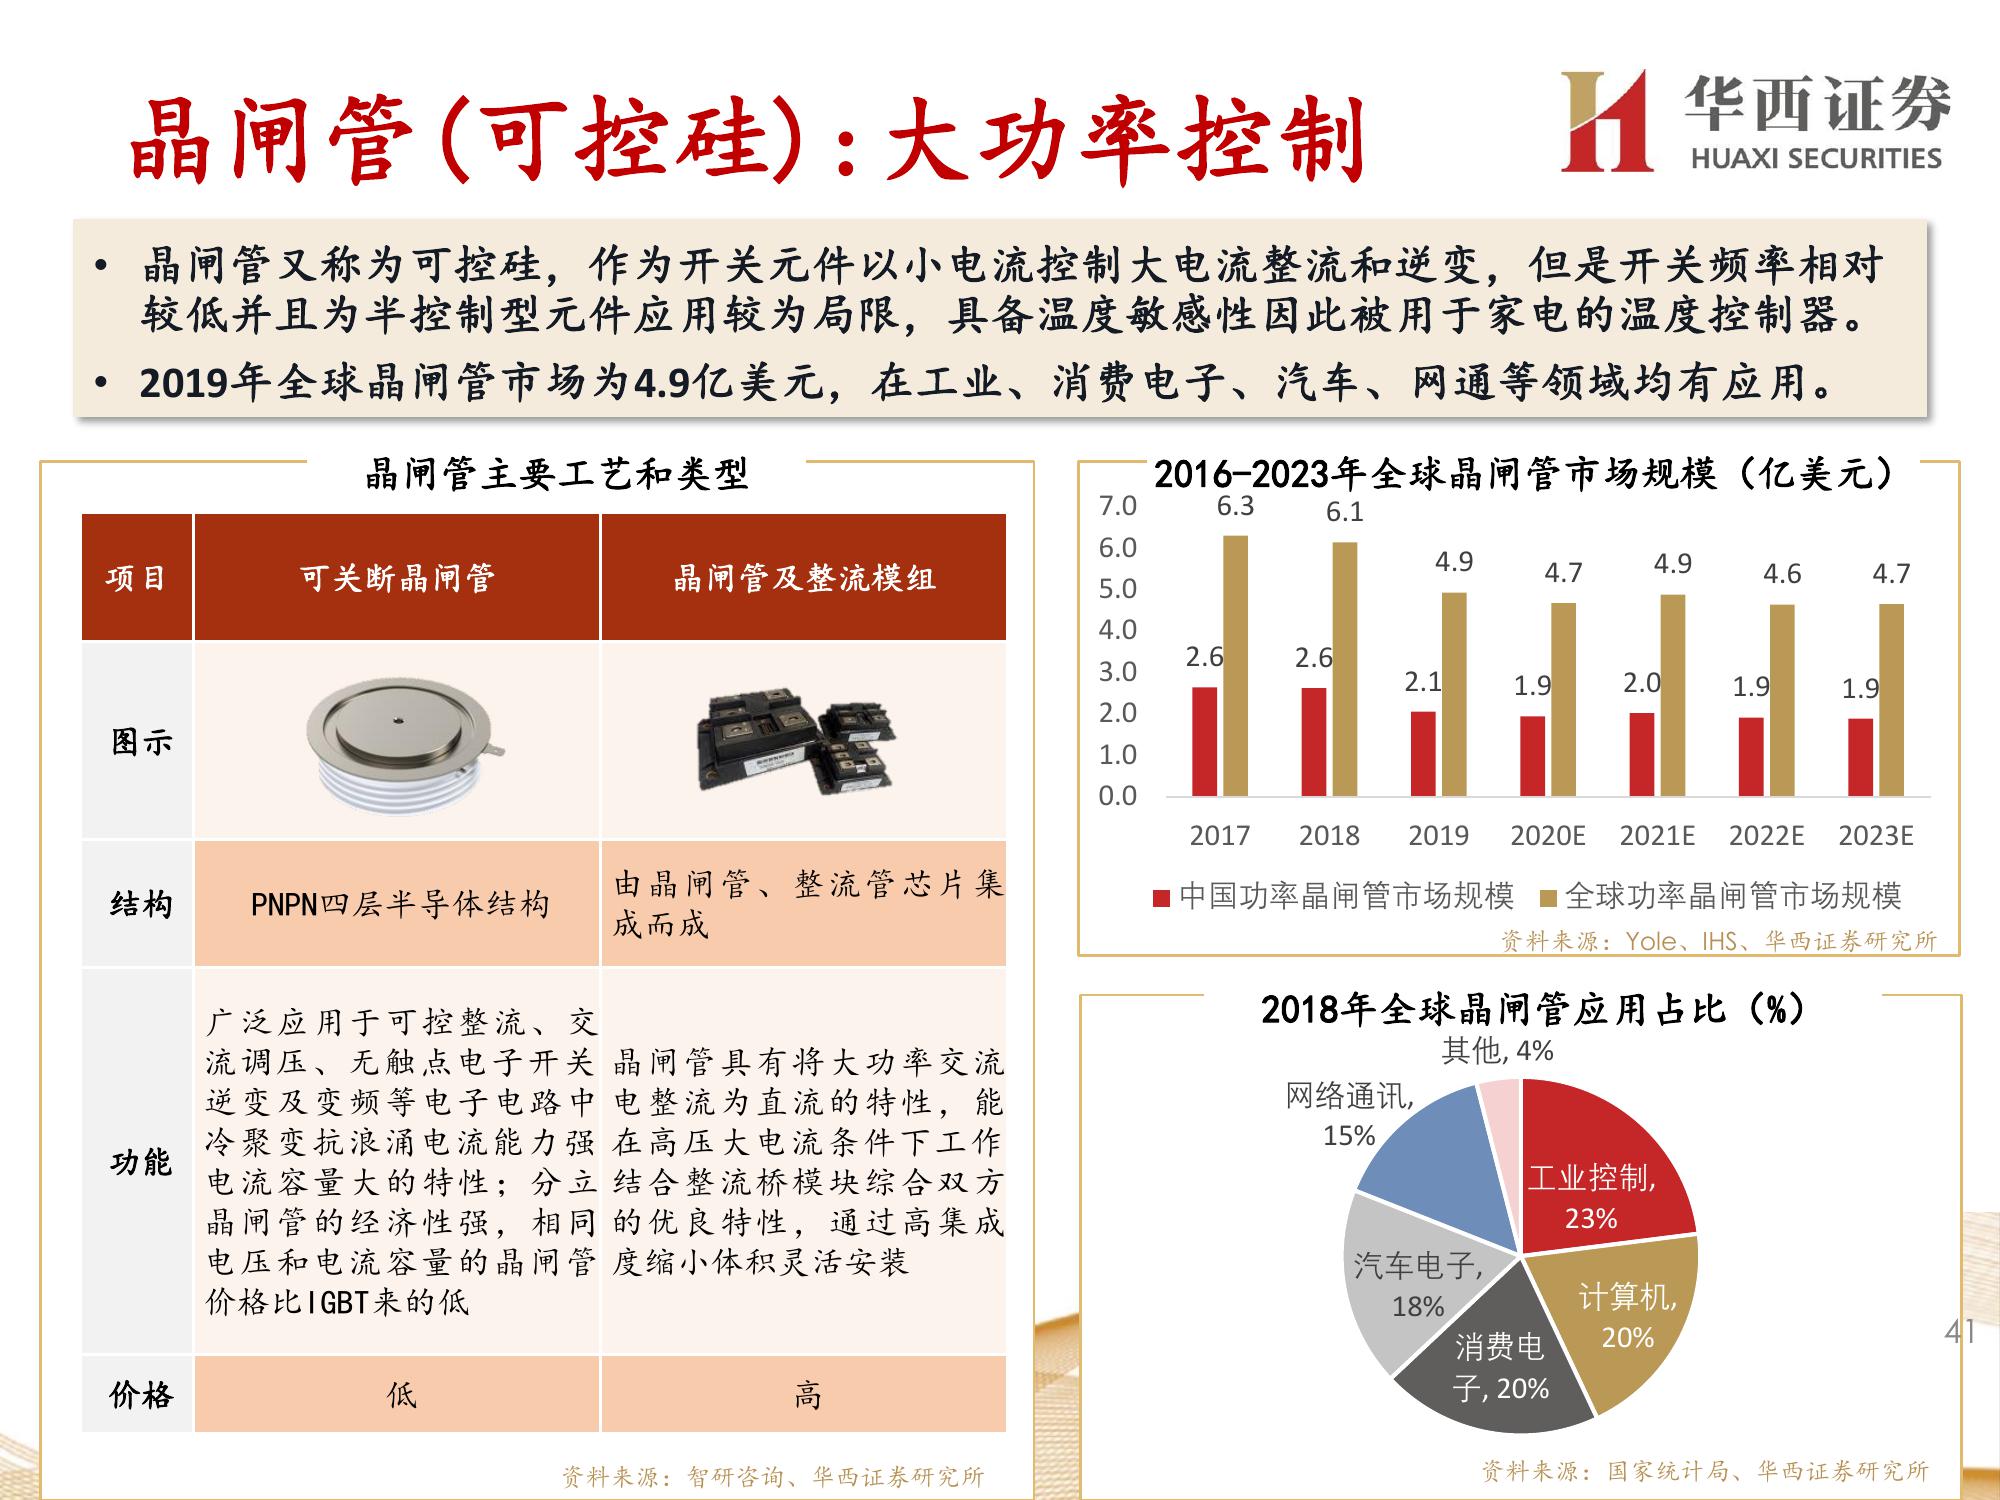 晶闸管(可控硅):大功率控制
华西证券
HUAXI SECURITIES
• 晶闸管又称为可控硅，作为开关元件以小电流控制大电流整流和逆变，但是开关频率相对
较低并且为半控制型元件应用较为局限，具备温度敏感性因此被用于家电的温度控制器。
• 2019年全球晶闸管市场为4.9亿美元，在工业、消费电子、汽车、网通等领域均有应用。
晶闸管主要工艺和类型
项目
可关断晶闸管
晶闸管及整流模组
图示
结构
PNPN四层半导体结构
由晶闸管、整流管芯片集
成而成
功能
广泛应用于可控整流、交
流调压、无触点电子开关
逆变及变频等电子电路中
冷聚变抗浪涌电流能力强
电流容量大的特性；分立
晶闸管的经济性强，相同
电压和电流容量的晶闸管
价格比IGBT来的低
晶闸管具有将大功率交流
电整流为直流的特性，能
在高压大电流条件下工作
结合整流桥模块综合双方
的优良特性，通过高集成
度缩小体积灵活安装
价格
低
高
资料来源：智研咨询、华西证券研究所
2016-2023年全球晶闸管市场规模（亿美元）
7.0
6.0
5.0
4.0
3.0
2.0
1.0
0.0
2.6
6.3
2.6
6.1
2.1
4.9
1.9
4.7
2.0
4.9
1.9
4.6
1.9
4.7
2017
2018
2019
2020E
2021E
2022E
2023E
中国功率晶闸管市场规模
全球功率晶闸管市场规模
资料来源：Yole、IHS、华西证券研究所
2018年全球晶闸管应用占比（%）
其他, 4%
网络通讯,
15%
工业控制,
23%
汽车电子,
18%
计算机,
20%
消费电
子, 20%
资料来源：国家统计局、华西证券研究所
41